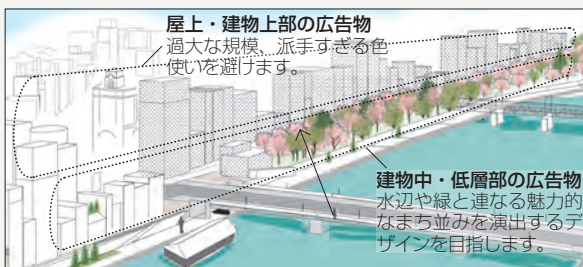 屋上・建物上部の広告物
過大な規模、派手すぎる色
使いを避けます。
建物中・低層部の広告物
水辺や緑と連なる魅力的
なまち並みを演出するデ
ザインを目指します。